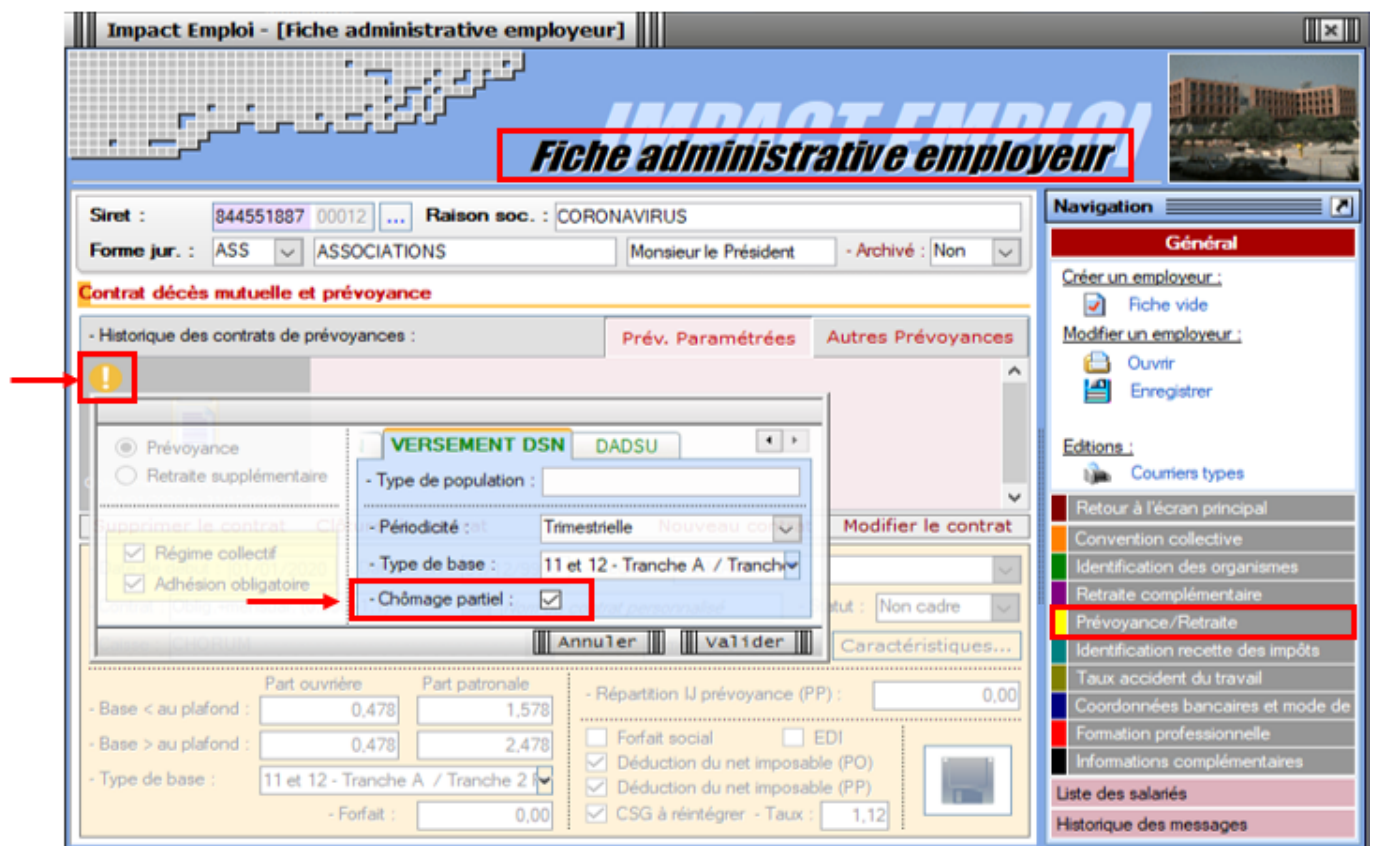 Impact Emploi - [Fiche administrative employeur]
IMPACT EMPLOI
Fiche administrative employeur
Siret : 844551887 00012 ... Raison soc. : CORONAVIRUS
Forme jur. : ASS ASSOCIATIONS Monsieur le Président - Archivé : Non
Contrat décès mutuelle et prévoyance
- Historique des contrats de prévoyances : Prév. Paramétrées Autres Prévoyances
Prévoyance
Retraite supplémentaire
VERSEMENT DSN DADSU
- Type de population :
Supprimer le contrat Nouveau contrat Modifier le contrat
- Périodicité : Trimestrielle
Régime collectif
Adhésion obligatoire
- Type de base : 11 et 12 - Tranche A / Tranch
- Chômage partiel :
contrat personnalisé
Statut : Non cadre
CHORUM
Annuler Valider
Caractéristiques...
Part ouvrière Part patronale
- Base < au plafond : 0,478 1,578
- Base > au plafond : 0,478 2,478
- Type de base : 11 et 12 - Tranche A / Tranche 2
- Forfait : 0,00
- Répartition IJ prévoyance (PP) : 0,00
Forfait social EDI
Déduction du net imposable (PO)
Déduction du net imposable (PP)
CSG à réintégrer - Taux : 1,12
Navigation
Général
Créer un employeur :
Fiche vide
Modifier un employeur :
Ouvrir
Enregistrer
Editions :
Courriers types
Retour à l'écran principal
Convention collective
Identification des organismes
Retraite complémentaire
Prévoyance/Retraite
Identification recette des impôts
Taux accident du travail
Coordonnées bancaires et mode de
Formation professionnelle
Informations complémentaires
Liste des salariés
Historique des messages